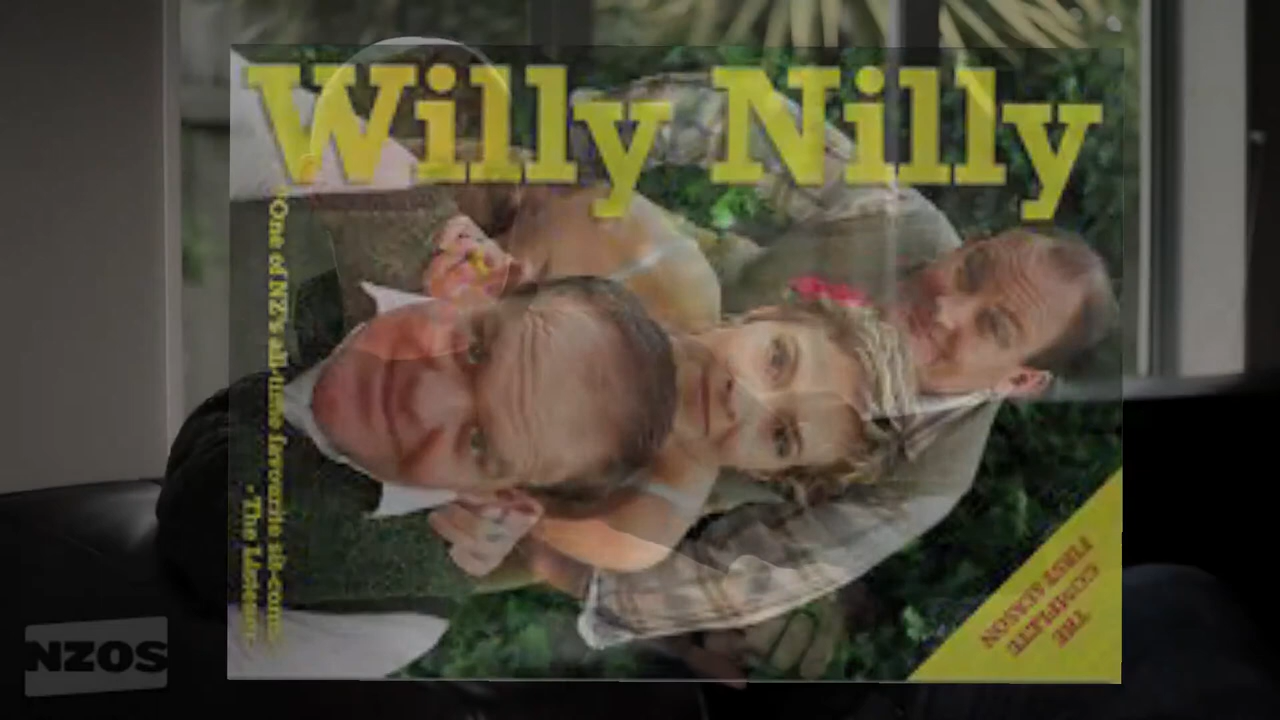 Willy Nilly
"One of NZ's all-time favourite sit-coms."
- The Listener
THE
COMPLETE
FIRST SEASON
NZOS